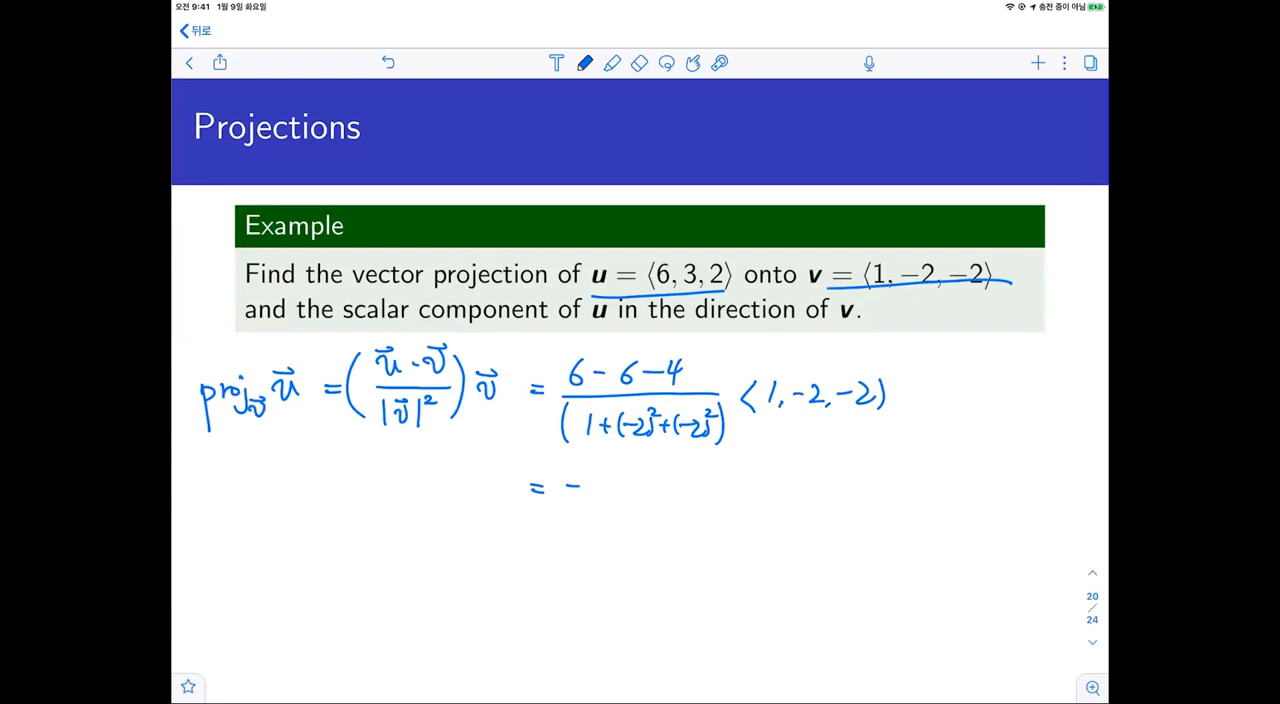 오전 9:41 1월 9일 화요일
충전 중이 아님
뒤로
Projections
Example
Find the vector projection of u = ⟨6, 3, 2⟩ onto v = ⟨1, −2, −2⟩
and the scalar component of u in the direction of v.
proj_v⃗ u⃗ = (u⃗ · v⃗ / |v⃗|²) v⃗ = 6 − 6 − 4 / (1 + (−2)² + (−2)²) ⟨1, −2, −2⟩
= −
20
/
24